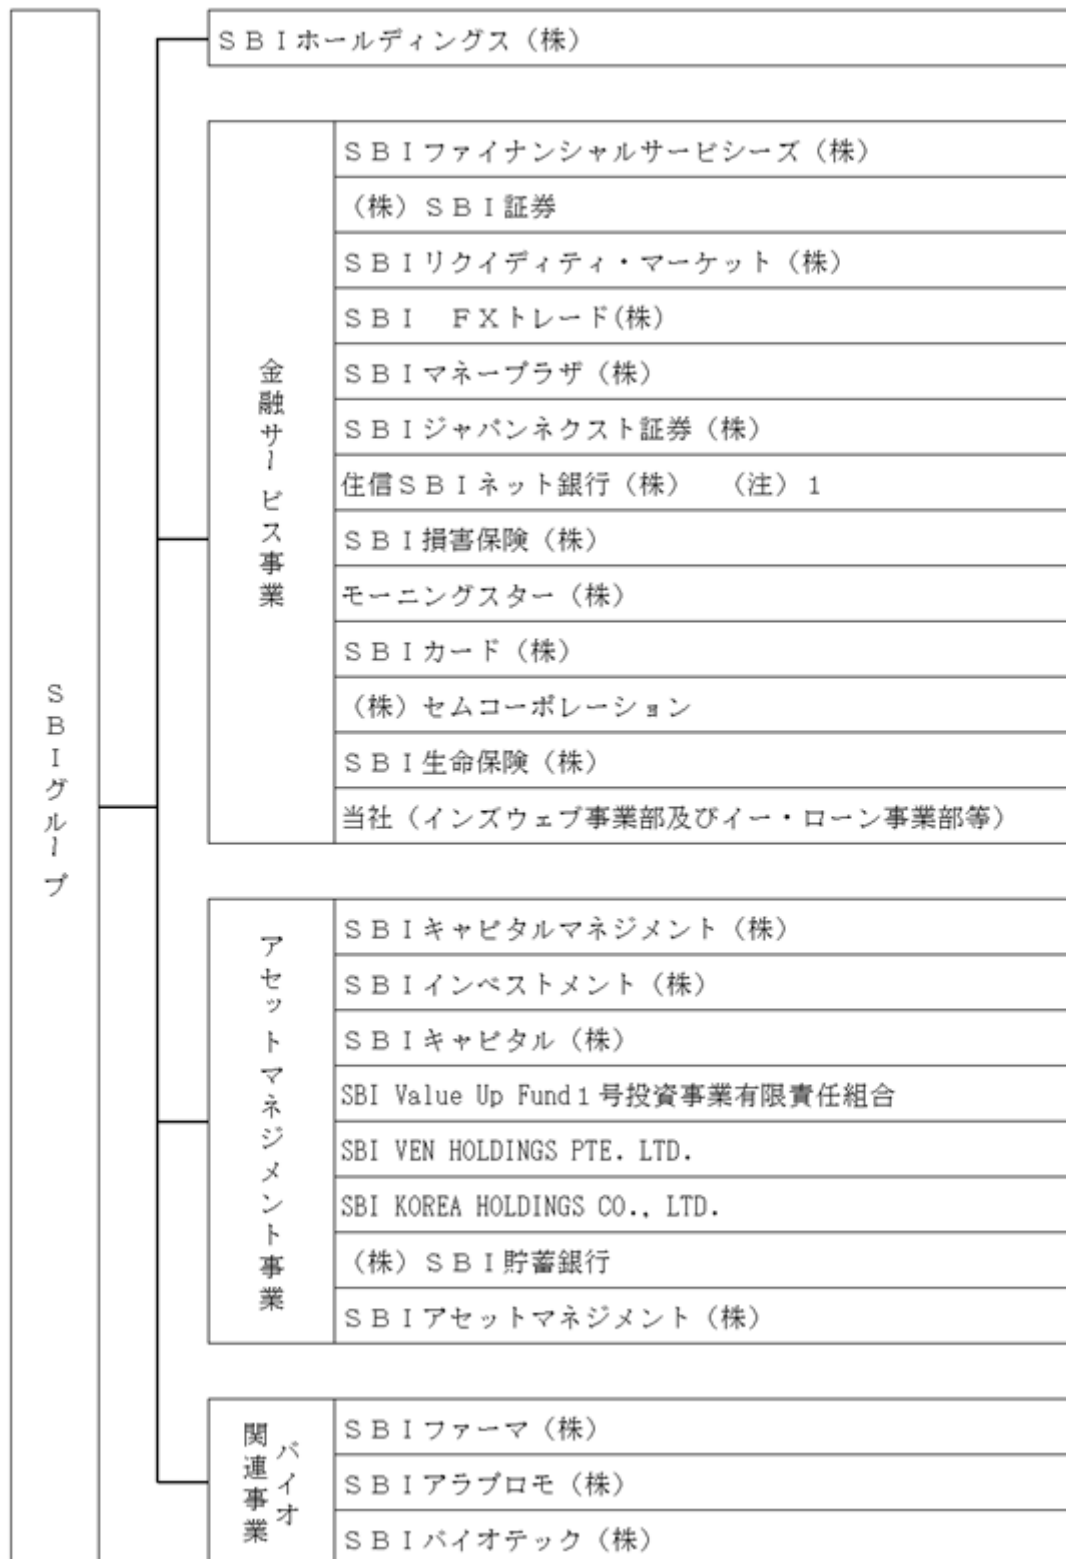 SBIグループ
SBIホールディングス（株）
金融サービス事業
SBIファイナンシャルサービシーズ（株）
（株）SBI証券
SBIリクイディティ・マーケット（株）
SBI　FXトレード(株)
SBIマネープラザ（株）
SBIジャパンネクスト証券（株）
住信SBIネット銀行（株）　（注）1
SBI損害保険（株）
モーニングスター（株）
SBIカード（株）
（株）セムコーポレーション
SBI生命保険（株）
当社（インズウェブ事業部及びイー・ローン事業部等）
アセットマネジメント事業
SBIキャピタルマネジメント（株）
SBIインベストメント（株）
SBIキャピタル（株）
SBI Value Up Fund１号投資事業有限責任組合
SBI VEN HOLDINGS PTE. LTD.
SBI KOREA HOLDINGS CO., LTD.
（株）SBI貯蓄銀行
SBIアセットマネジメント（株）
バイオ
関連事業
SBIファーマ（株）
SBIアラプロモ（株）
SBIバイオテック（株）